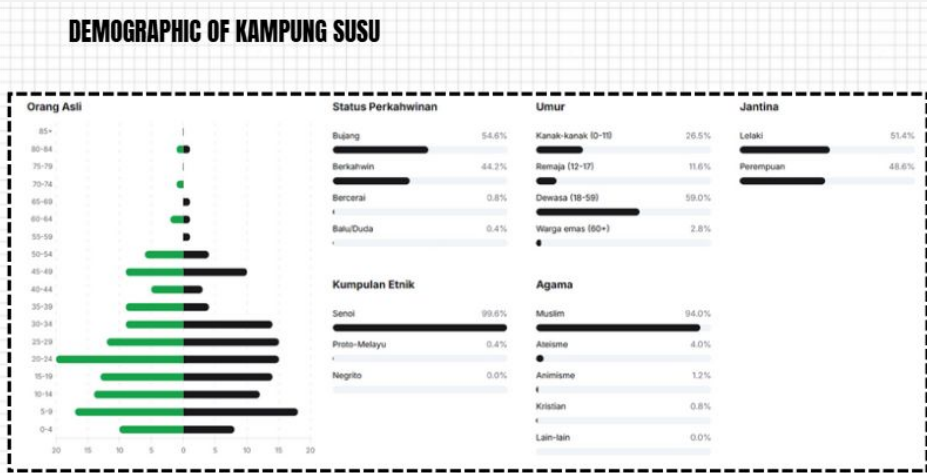 DEMOGRAPHIC OF KAMPUNG SUSU
Orang Asli
85+
80-84
75-79
70-74
65-69
60-64
55-59
50-54
45-49
40-44
35-39
30-34
25-29
20-24
15-19
10-14
5-9
0-4
20 15 10 5 0 5 10 15 20
Status Perkahwinan
Bujang 54.6%
Berkahwin 44.2%
Bercerai 0.8%
Balu/Duda 0.4%
Umur
Kanak-kanak (0-11) 26.5%
Remaja (12-17) 11.6%
Dewasa (18-59) 59.0%
Warga emas (60+) 2.8%
Jantina
Lelaki 51.4%
Perempuan 48.6%
Kumpulan Etnik
Senoi 99.6%
Proto-Melayu 0.4%
Negrito 0.0%
Agama
Muslim 94.0%
Ateisme 4.0%
Animisme 1.2%
Kristian 0.8%
Lain-lain 0.0%